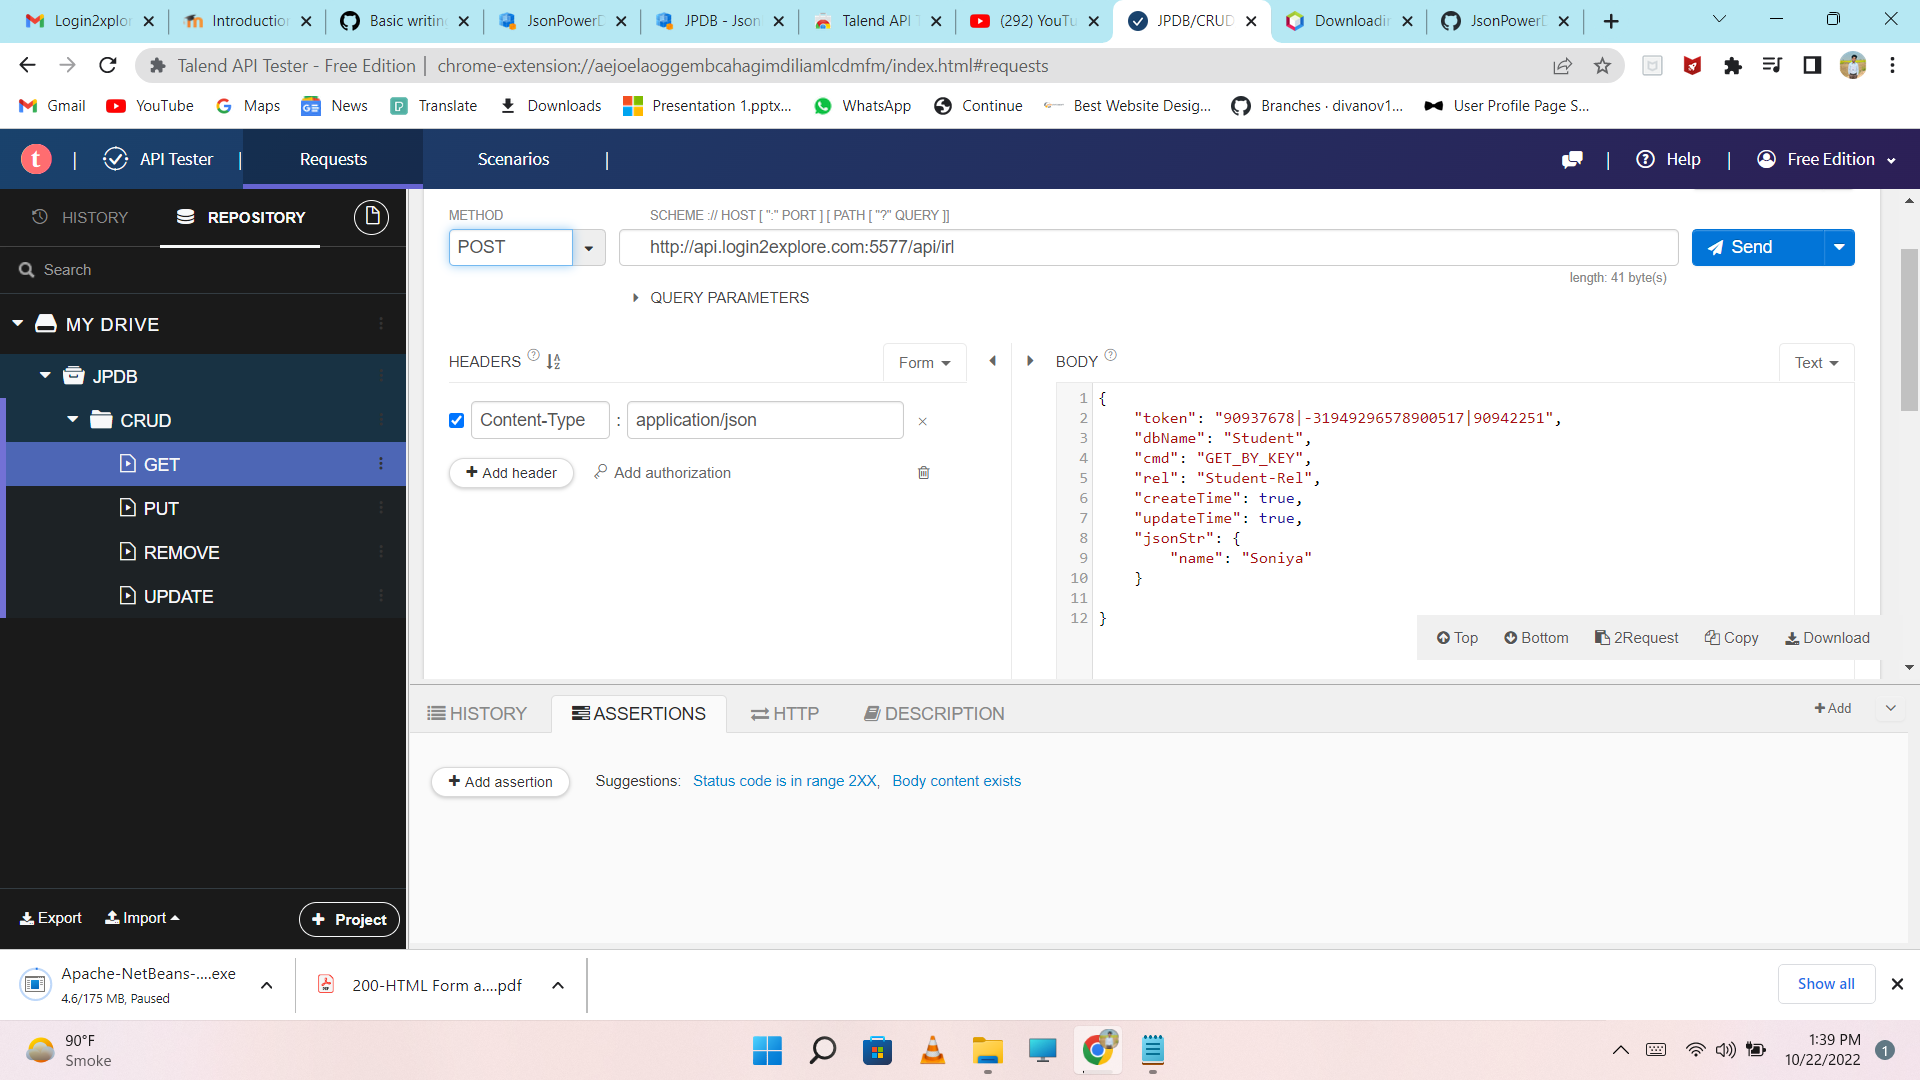 Login2xplor
Introduction
Basic writing
JsonPowerD
JPDB - Json
Talend API T
(292) YouTu
JPDB/CRUD
Downloadin
JsonPowerD
Talend API Tester - Free Edition | chrome-extension://aejoelaoggembcahagimdiliamlcdmfm/index.html#requests
Gmail
YouTube
Maps
News
Translate
Downloads
Presentation 1.pptx...
WhatsApp
Continue
Best Website Desig...
Branches · divanov1...
User Profile Page S...
t | API Tester | Requests Scenarios |
| Help | Free Edition
HISTORY REPOSITORY
Search
MY DRIVE
JPDB
CRUD
GET
PUT
REMOVE
UPDATE
Export Import + Project
METHOD SCHEME :// HOST [ ":" PORT ] [ PATH [ "?" QUERY ]]
POST http://api.login2explore.com:5577/api/irl Send
length: 41 byte(s)
QUERY PARAMETERS
HEADERS ? Form
Content-Type : application/json ×
+ Add header Add authorization
BODY ? Text
1 {
2 "token": "90937678|-31949296578900517|90942251",
3 "dbName": "Student",
4 "cmd": "GET_BY_KEY",
5 "rel": "Student-Rel",
6 "createTime": true,
7 "updateTime": true,
8 "jsonStr": {
9 "name": "Soniya"
10 }
11
12 }
Top Bottom 2Request Copy Download
HISTORY ASSERTIONS HTTP DESCRIPTION + Add
+ Add assertion Suggestions: Status code is in range 2XX, Body content exists
Apache-NetBeans-....exe
4.6/175 MB, Paused
200-HTML Form a....pdf
Show all
90°F
Smoke
1:39 PM
10/22/2022
1